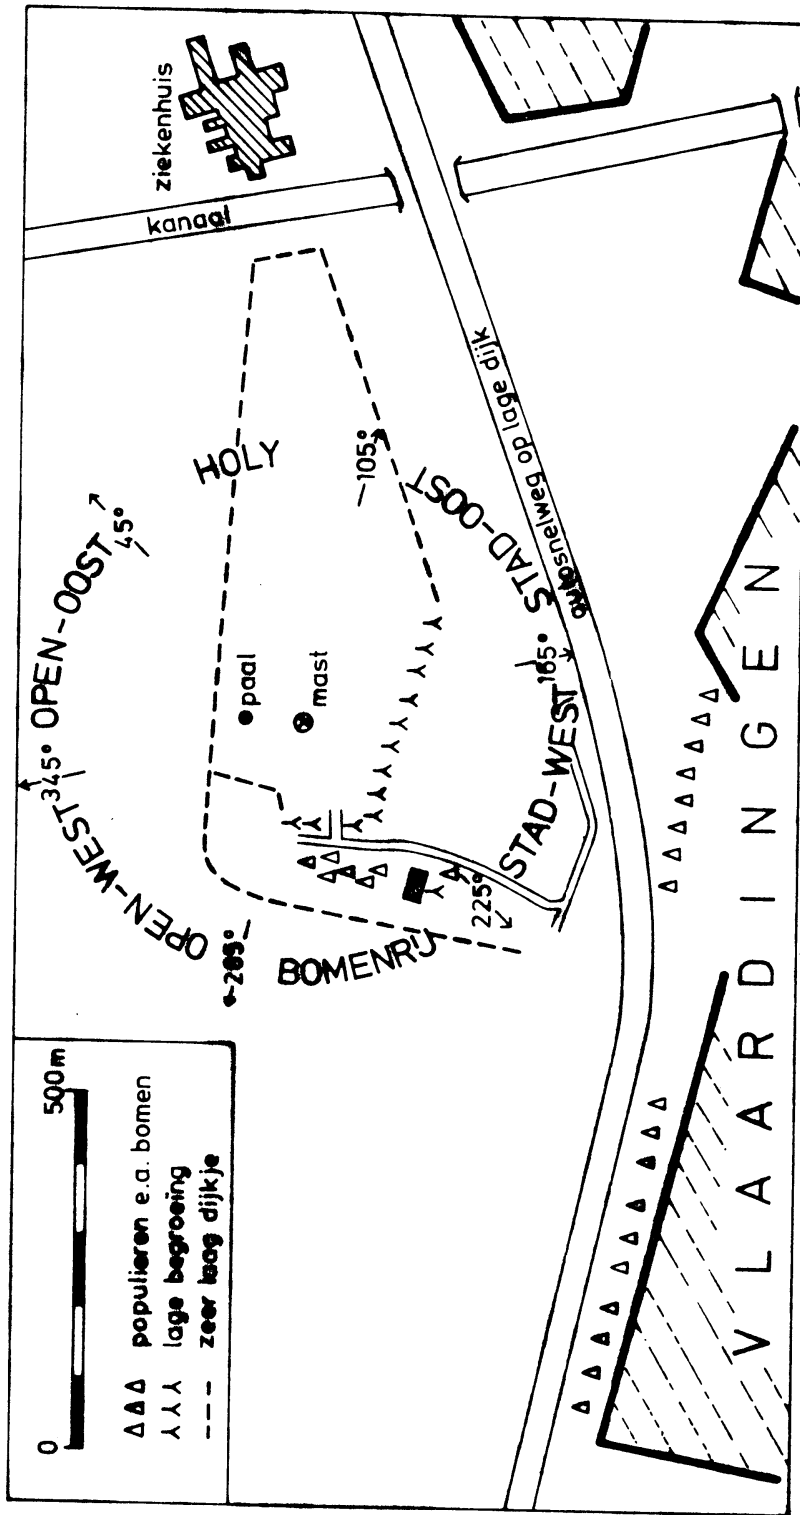 0 500m
populieren e.a. bomen
lage begroeing
zeer laag dijkje
ziekenhuis
kanaal
HOLY
OPEN-OOST
45°
105°
STAD-OOST
autosnelweg op lage dijk
165°
STAD-WEST
225°
BOMENRIJ
285°
OPEN-WEST
345°
paal
mast
VLAARDINGEN